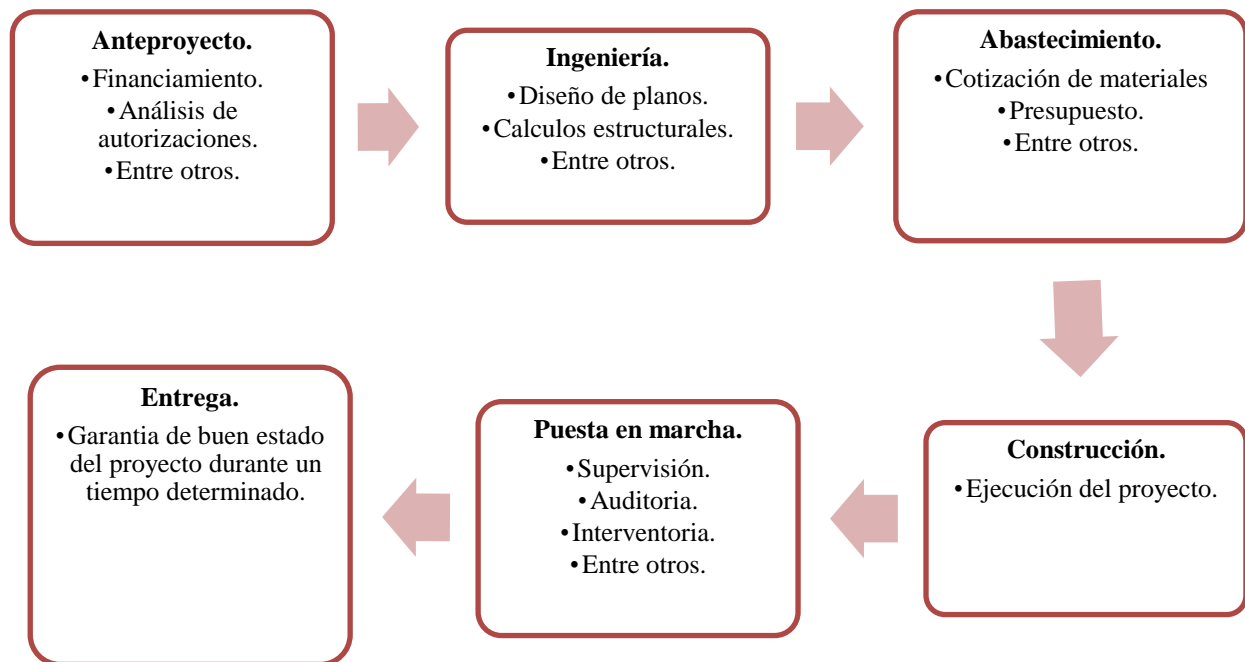 Anteproyecto.
•Financiamiento.
•Análisis de
autorizaciones.
•Entre otros.
Ingeniería.
•Diseño de planos.
•Calculos estructurales.
•Entre otros.
Abastecimiento.
•Cotización de materiales
•Presupuesto.
•Entre otros.
Construcción.
•Ejecución del proyecto.
Puesta en marcha.
•Supervisión.
•Auditoria.
•Interventoria.
•Entre otros.
Entrega.
•Garantia de buen estado
del proyecto durante un
tiempo determinado.